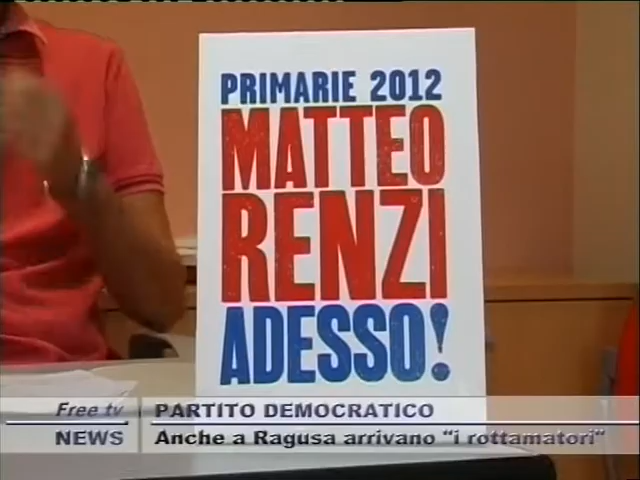 PRIMARIE 2012
MATTEO
RENZI
ADESSO!
Free tv
NEWS
PARTITO DEMOCRATICO
Anche a Ragusa arrivano "i rottamatori"